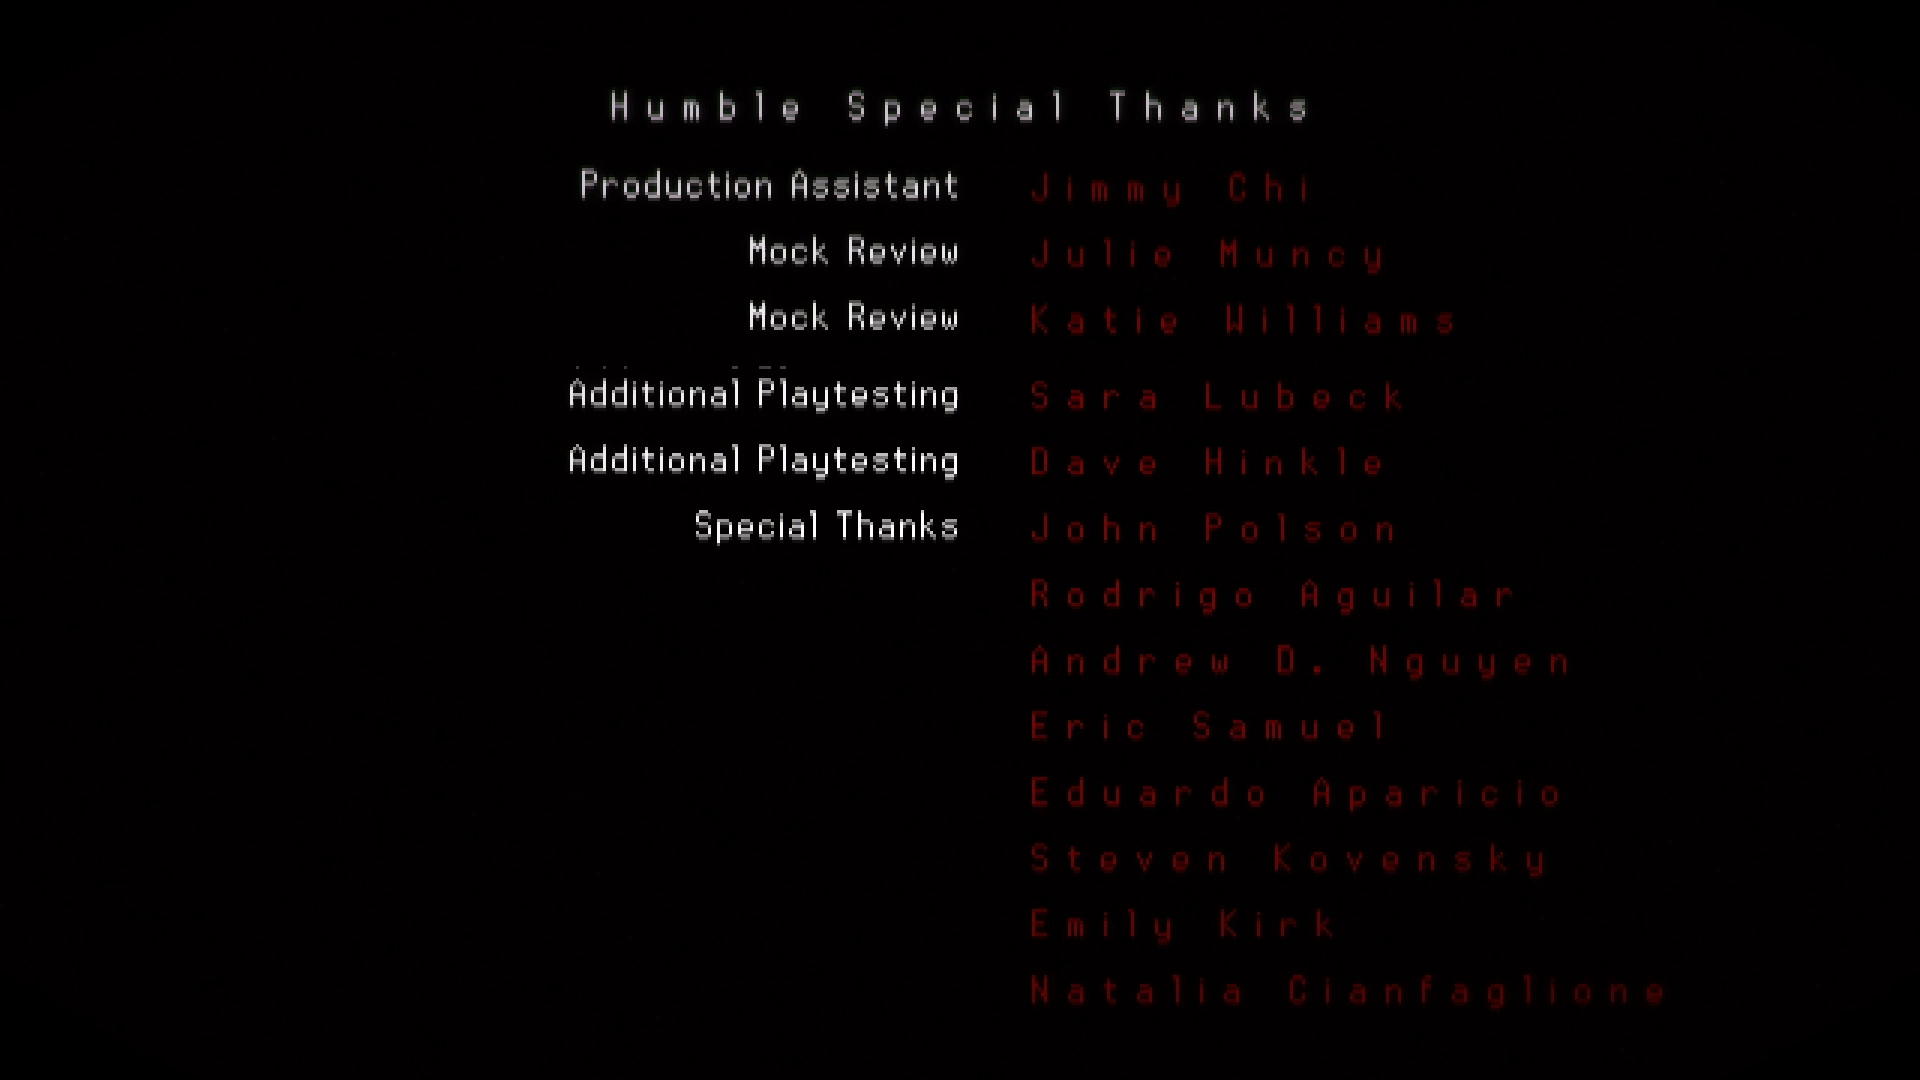 Humble Special Thanks
Production Assistant Jimmy Chi
Mock Review Julie Muncy
Mock Review Katie Williams
Additional Playtesting Sara Lubeck
Additional Playtesting Dave Hinkle
Special Thanks John Polson
Rodrigo Aguilar
Andrew D. Nguyen
Eric Samuel
Eduardo Aparicio
Steven Kovensky
Emily Kirk
Natalia Cianfaglione